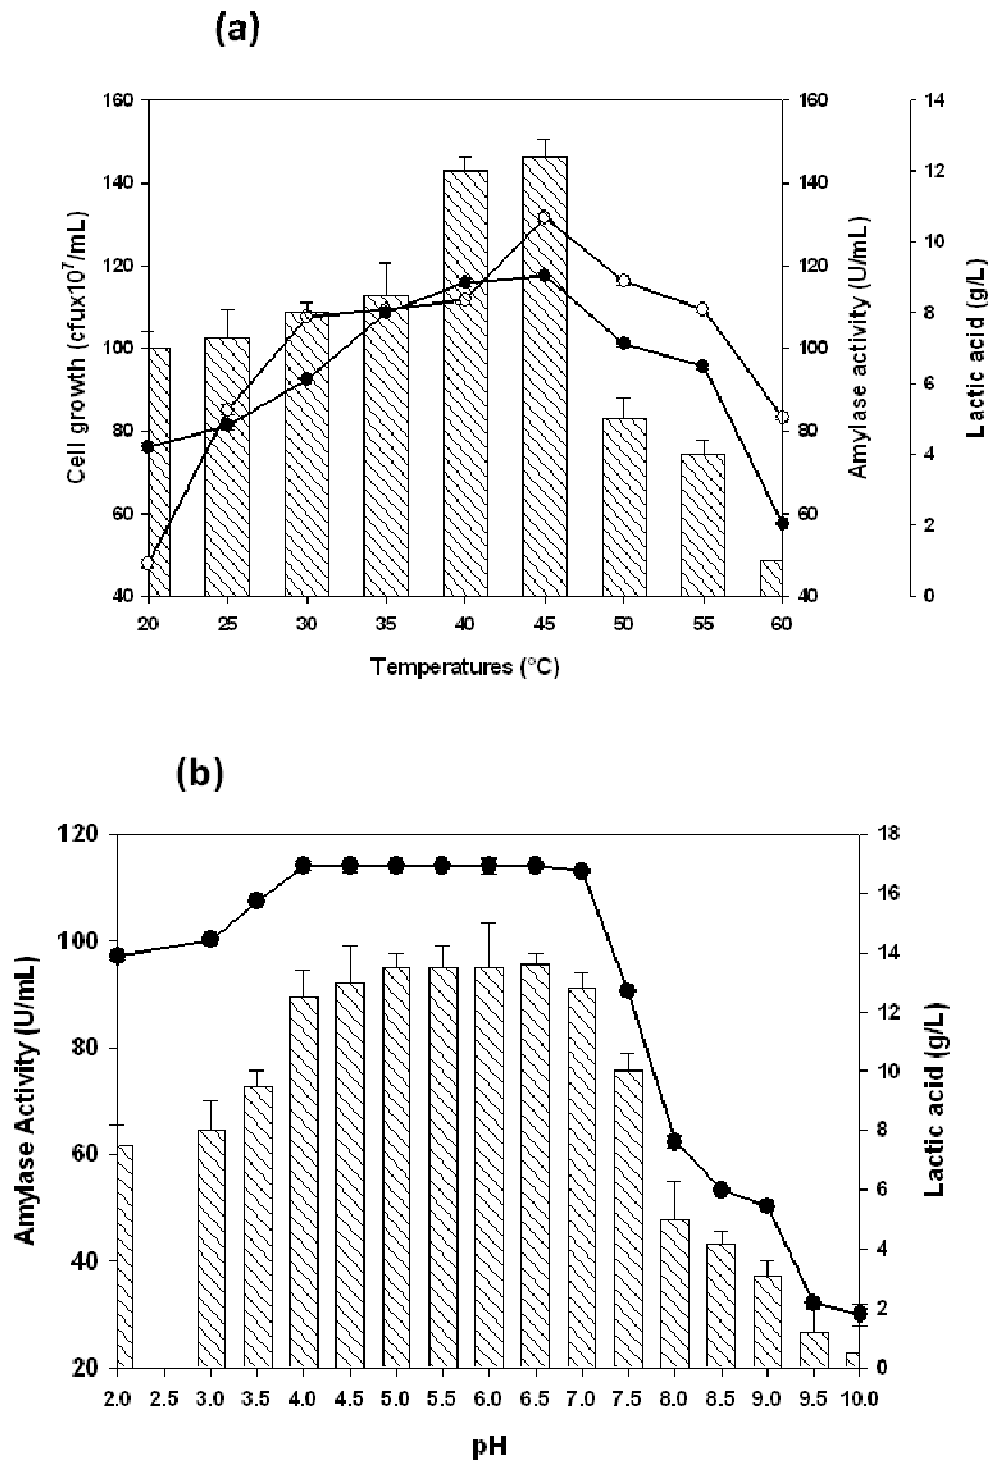 (a)
160 160 14
140 140 12
120 120 10
100 100 8
80 80 6
60 60 4
40 40 2
0
Cell growth (cfux10⁷/mL)
Amylase activity (U/mL)
Lactic acid (g/L)
20 25 30 35 40 45 50 55 60
Temperatures (°C)
(b)
120 18
100 16
80 14
60 12
40 10
20 8
6
4
2
0
Amylase Activity (U/mL)
Lactic acid (g/L)
2.0 2.5 3.0 3.5 4.0 4.5 5.0 5.5 6.0 6.5 7.0 7.5 8.0 8.5 9.0 9.5 10.0
pH